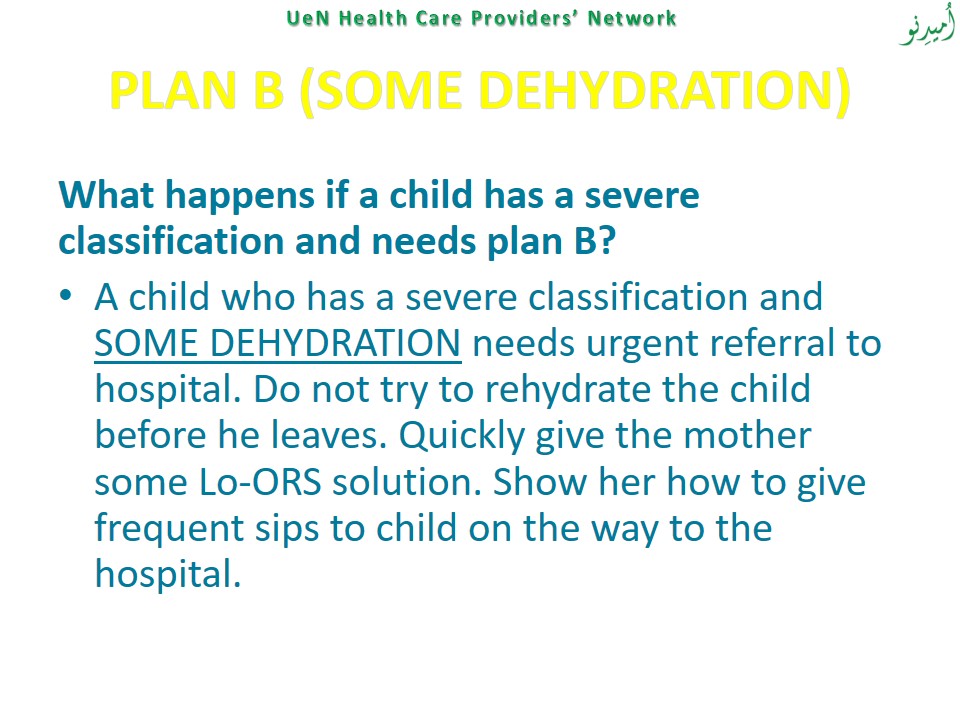 UeN Health Care Providers’ Network
اُمیدِنو
PLAN B (SOME DEHYDRATION)
What happens if a child has a severe
classification and needs plan B?
• A child who has a severe classification and
SOME DEHYDRATION needs urgent referral to
hospital. Do not try to rehydrate the child
before he leaves. Quickly give the mother
some Lo-ORS solution. Show her how to give
frequent sips to child on the way to the
hospital.